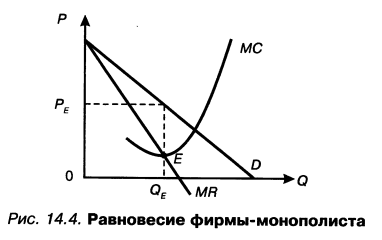 P
MC
P_E
E
0
D
Q
Q_E
MR
Рис. 14.4. Равновесие фирмы-монополиста